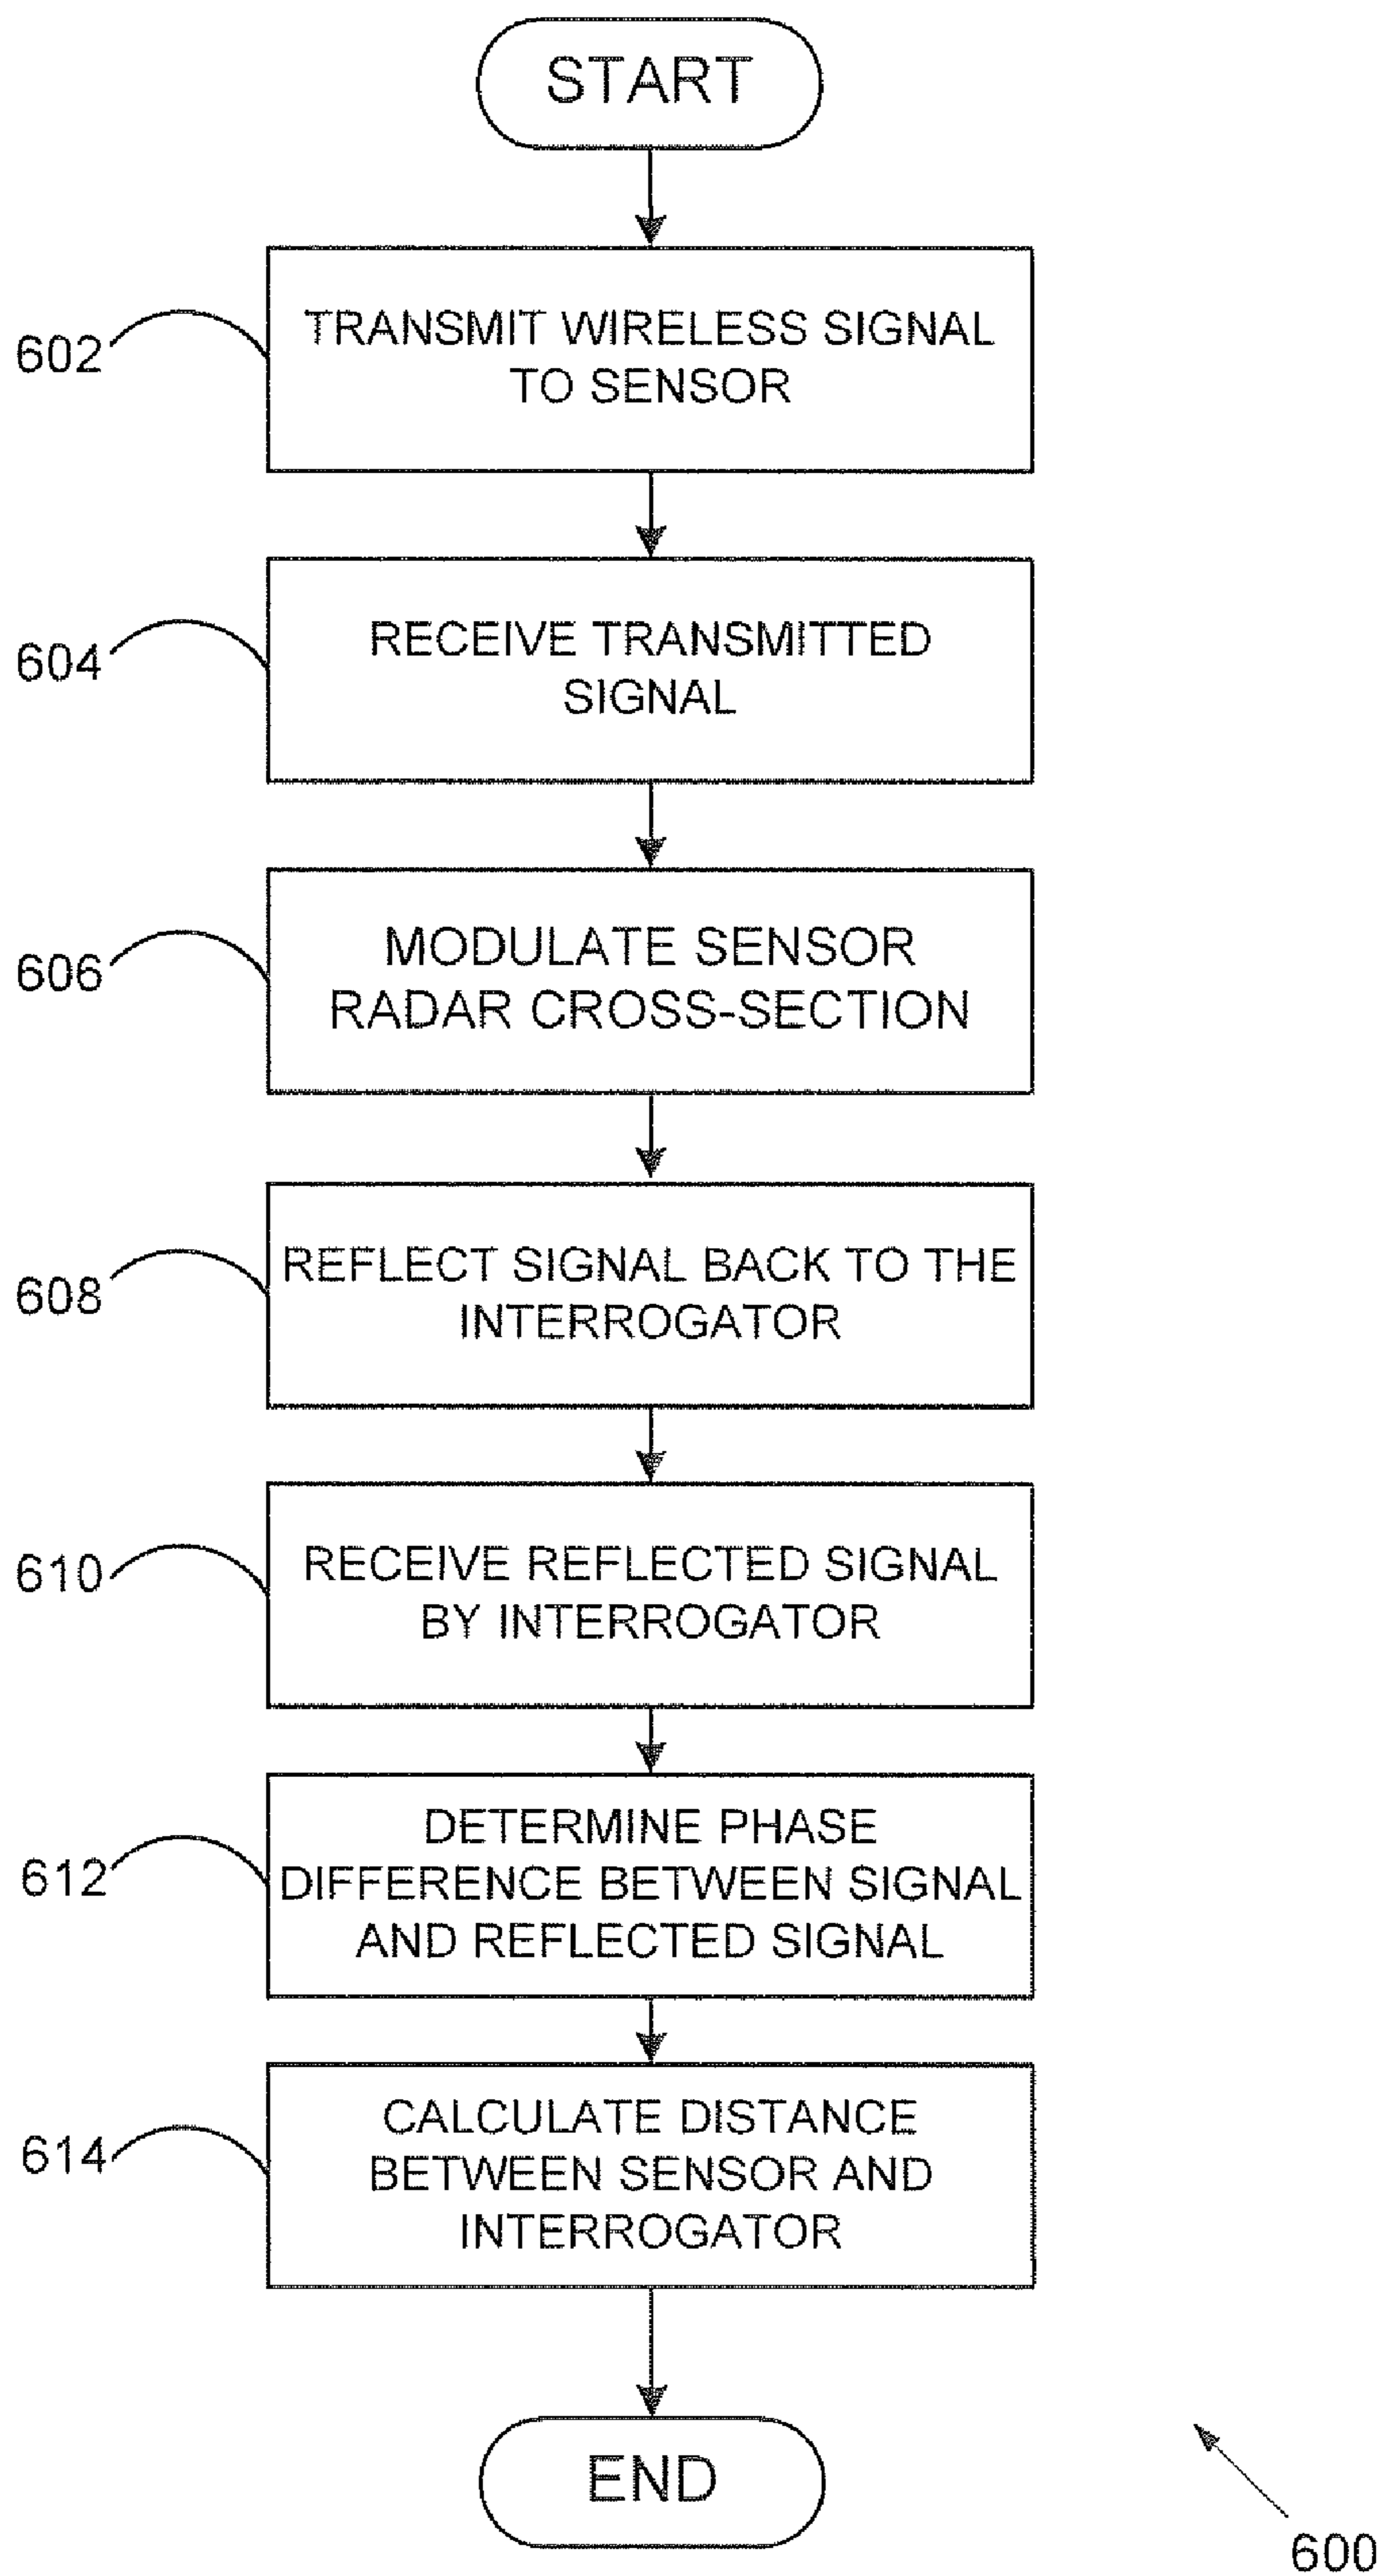 START
602
TRANSMIT WIRELESS SIGNAL
TO SENSOR
604
RECEIVE TRANSMITTED
SIGNAL
606
MODULATE SENSOR
RADAR CROSS-SECTION
608
REFLECT SIGNAL BACK TO THE
INTERROGATOR
610
RECEIVE REFLECTED SIGNAL
BY INTERROGATOR
612
DETERMINE PHASE
DIFFERENCE BETWEEN SIGNAL
AND REFLECTED SIGNAL
614
CALCULATE DISTANCE
BETWEEN SENSOR AND
INTERROGATOR
END
600